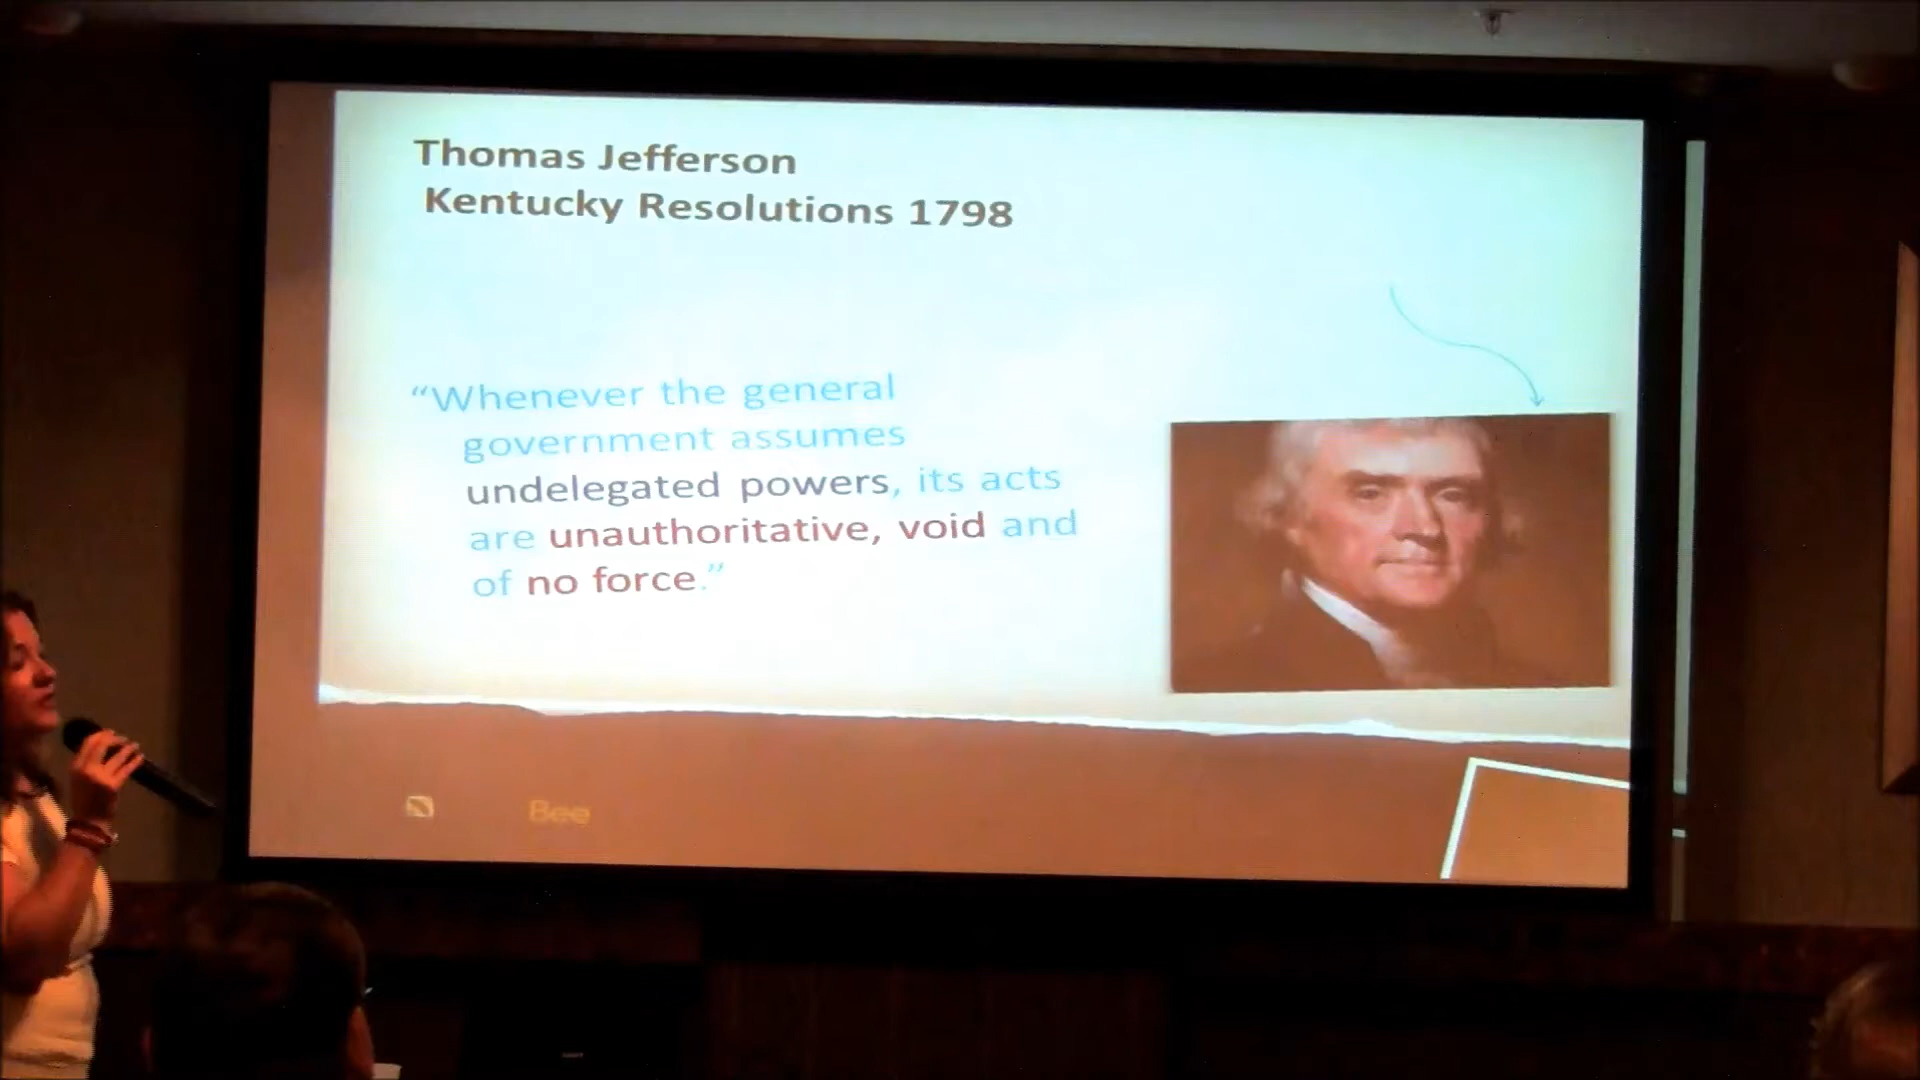 Thomas Jefferson
Kentucky Resolutions 1798
“Whenever the general
government assumes
undelegated powers, its acts
are unauthoritative, void and
of no force.”
Bee